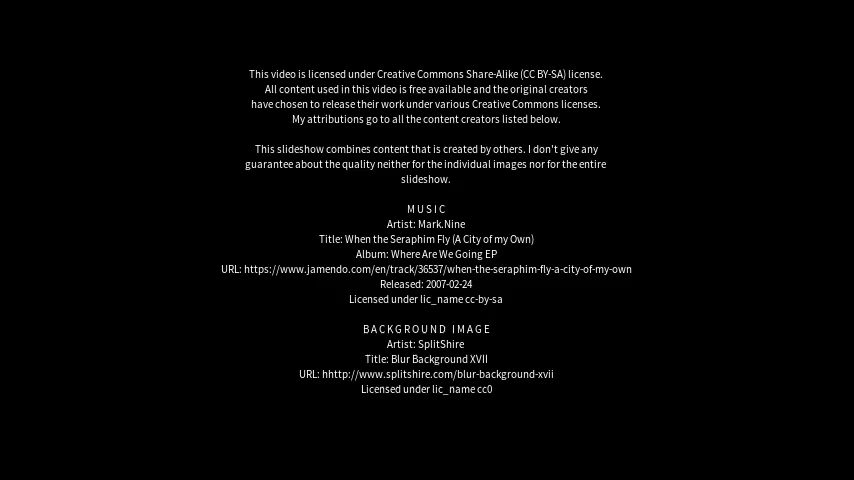 This video is licensed under Creative Commons Share-Alike (CC BY-SA) license.
All content used in this video is free available and the original creators
have chosen to release their work under various Creative Commons licenses.
My attributions go to all the content creators listed below.
This slideshow combines content that is created by others. I don't give any
guarantee about the quality neither for the individual images nor for the entire
slideshow.
M U S I C
Artist: Mark.Nine
Title: When the Seraphim Fly (A City of my Own)
Album: Where Are We Going EP
URL: https://www.jamendo.com/en/track/36537/when-the-seraphim-fly-a-city-of-my-own
Released: 2007-02-24
Licensed under lic_name cc-by-sa
B A C K G R O U N D   I M A G E
Artist: SplitShire
Title: Blur Background XVII
URL: hhttp://www.splitshire.com/blur-background-xvii
Licensed under lic_name cc0